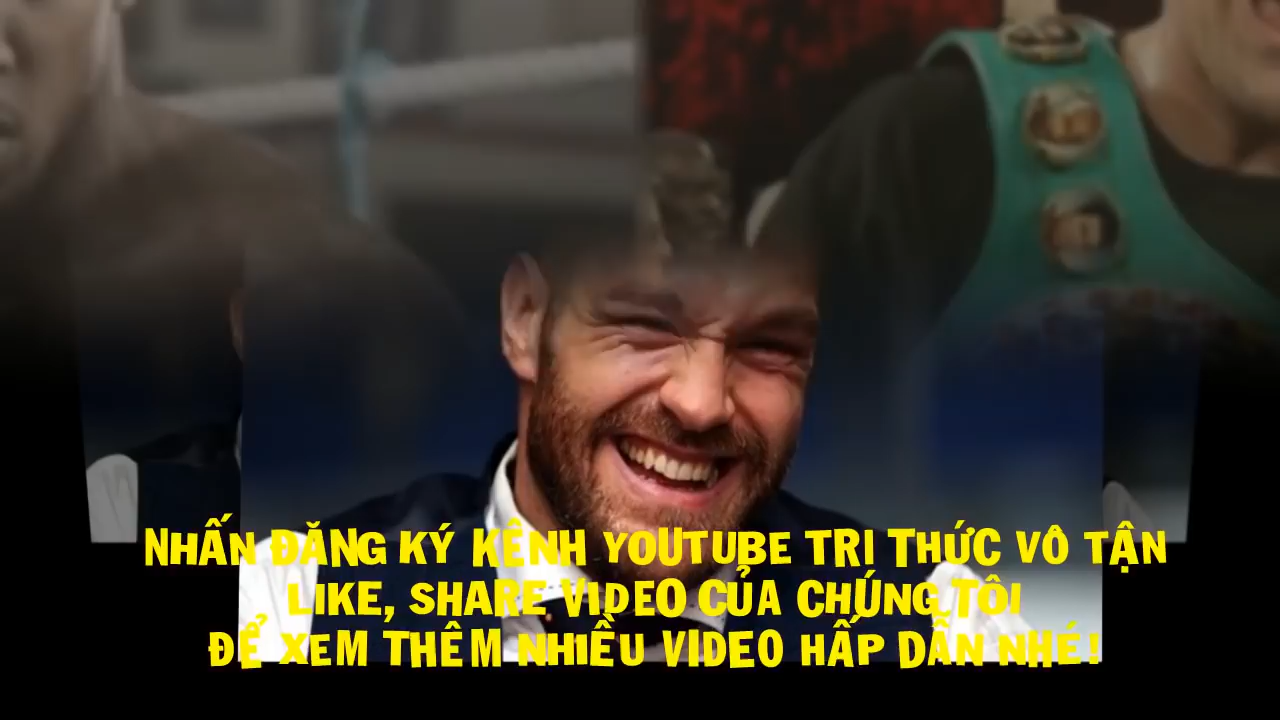 NHẤN ĐĂNG KÝ KÊNH YOUTUBE TRI THỨC VÔ TẬN
LIKE, SHARE VIDEO CỦA CHÚNG TÔI
ĐỂ XEM THÊM NHIỀU VIDEO HẤP DẪN NHÉ!